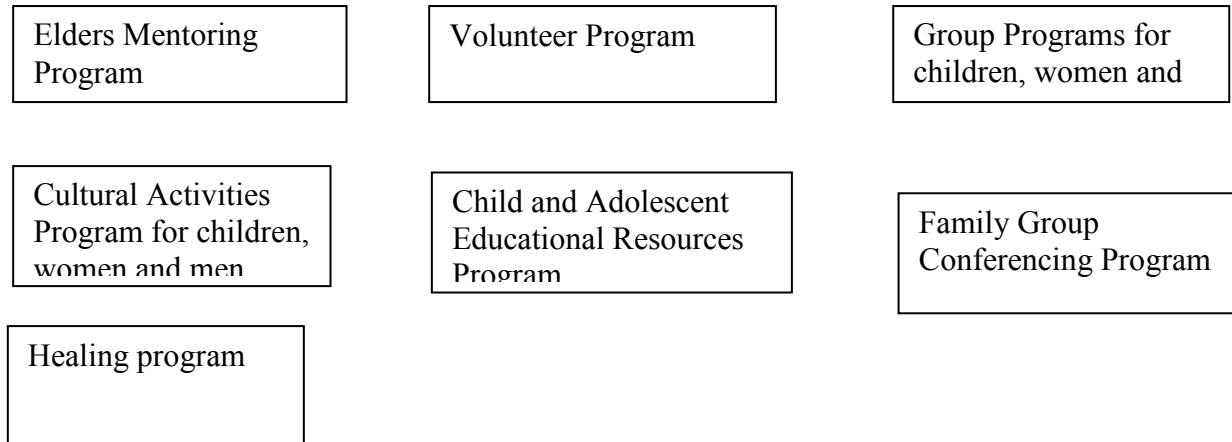 Elders Mentoring
Program
Volunteer Program
Group Programs for
children, women and
Cultural Activities
Program for children,
women and men
Child and Adolescent
Educational Resources
Program
Family Group
Conferencing Program
Healing program